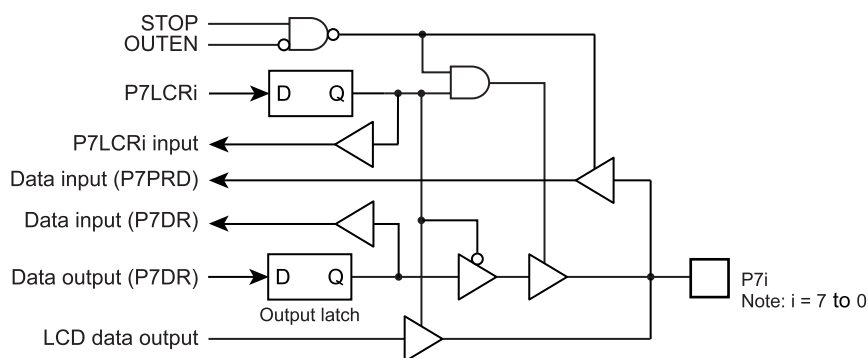 STOP
OUTEN
P7LCRi
D Q
P7LCRi input
Data input (P7PRD)
Data input (P7DR)
Data output (P7DR)
D Q
Output latch
LCD data output
P7i
Note: i = 7 to 0